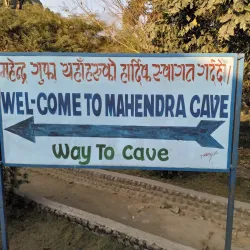 महेन्द्र गुफा यहाँहरुको हार्दिक स्वागत गर्दछ।
WEL-COME TO MAHENDRA CAVE
WAY TO CAVE